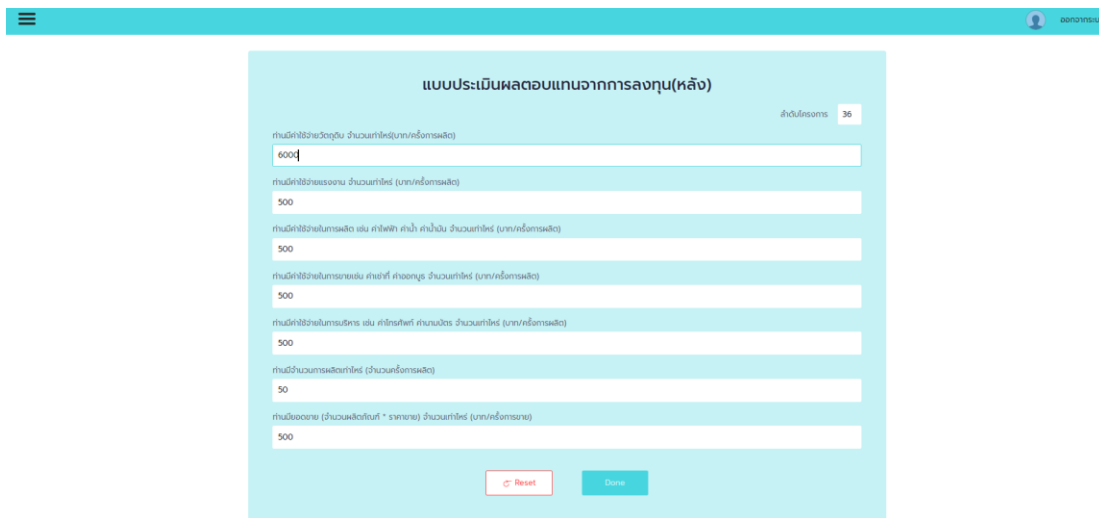 ออกจากระบ
แบบประเมินผลตอบแทนจากการลงทุน(หลัง)
ลำดับโครงการ 36
ท่านมีค่าใช้จ่ายวัตถุดิบ จำนวนเท่าไหร่(บาท/ครั้งการผลิต)
6000
ท่านมีค่าใช้จ่ายแรงงาน จำนวนเท่าไหร่ (บาท/ครั้งการผลิต)
500
ท่านมีค่าใช้จ่ายในการผลิต เช่น ค่าไฟฟ้า ค่าน้ำ ค่าน้ำมัน จำนวนเท่าไหร่ (บาท/ครั้งการผลิต)
500
ท่านมีค่าใช้จ่ายในการขายเช่น ค่าเช่าที่ ค่าออกบูธ จำนวนเท่าไหร่ (บาท/ครั้งการผลิต)
500
ท่านมีค่าใช้จ่ายในการบริหาร เช่น ค่าโทรศัพท์ ค่านามบัตร จำนวนเท่าไหร่ (บาท/ครั้งการผลิต)
500
ท่านมีจำนวนการผลิตเท่าไหร่ (จำนวนครั้งการผลิต)
50
ท่านมียอดขาย (จำนวนผลิตภัณฑ์ * ราคาขาย) จำนวนเท่าไหร่ (บาท/ครั้งการขาย)
500
Reset Done